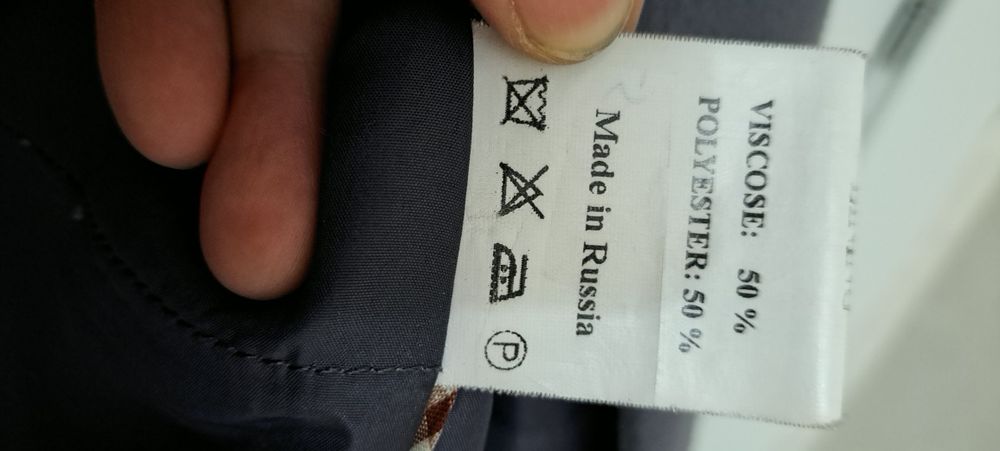 VISCOSE: 50 %
POLYESTER: 50 %
Made in Russia
P